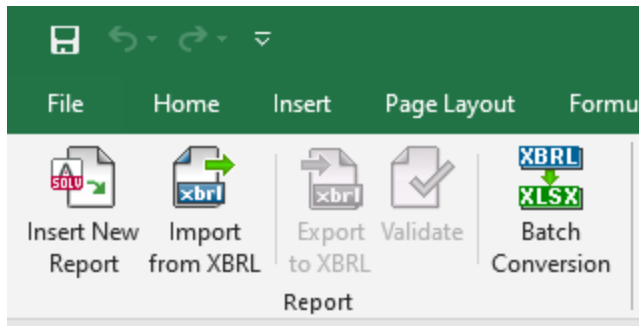 File Home Insert Page Layout Formu
A
SOLV
xbrl
xbrl
XBRL
XLSX
Insert New Report
Import from XBRL
Export to XBRL
Validate
Batch Conversion
Report